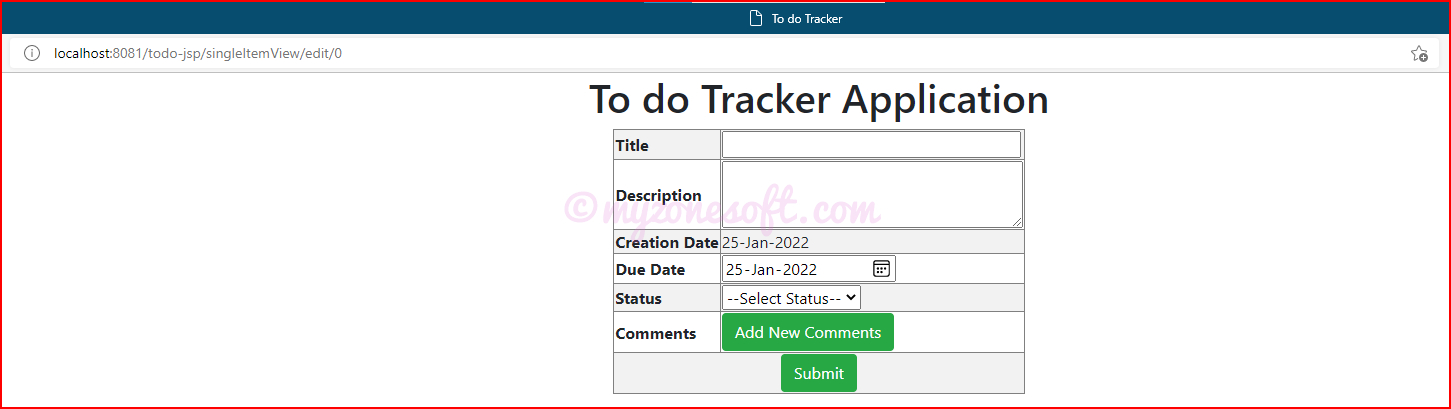 To do Tracker
localhost:8081/todo-jsp/singleItemView/edit/0
To do Tracker Application
Title
Description
© myzonesoft.com
Creation Date 25-Jan-2022
Due Date 25-Jan-2022
Status --Select Status--
Comments Add New Comments
Submit